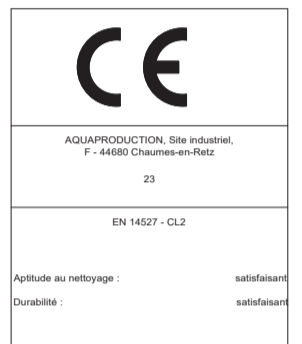 CE
AQUAPRODUCTION, Site industriel,
F - 44680 Chaumes-en-Retz
23
EN 14527 - CL2
Aptitude au nettoyage : satisfaisant
Durabilité : satisfaisant